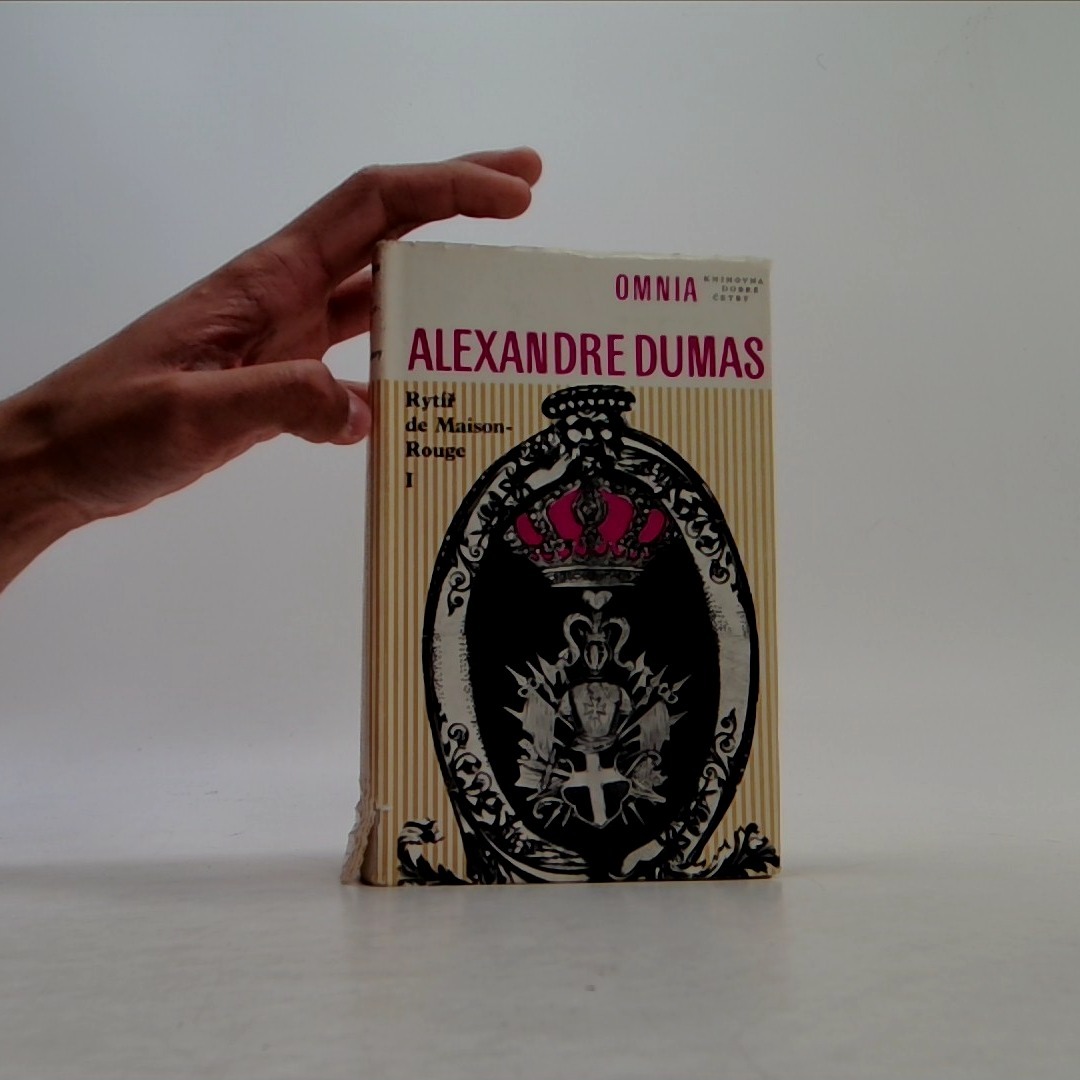 OMNIA KNIHOVNA
DOBRÉ
ČETBY
ALEXANDRE DUMAS
Rytíř
de Maison-
Rouge
I